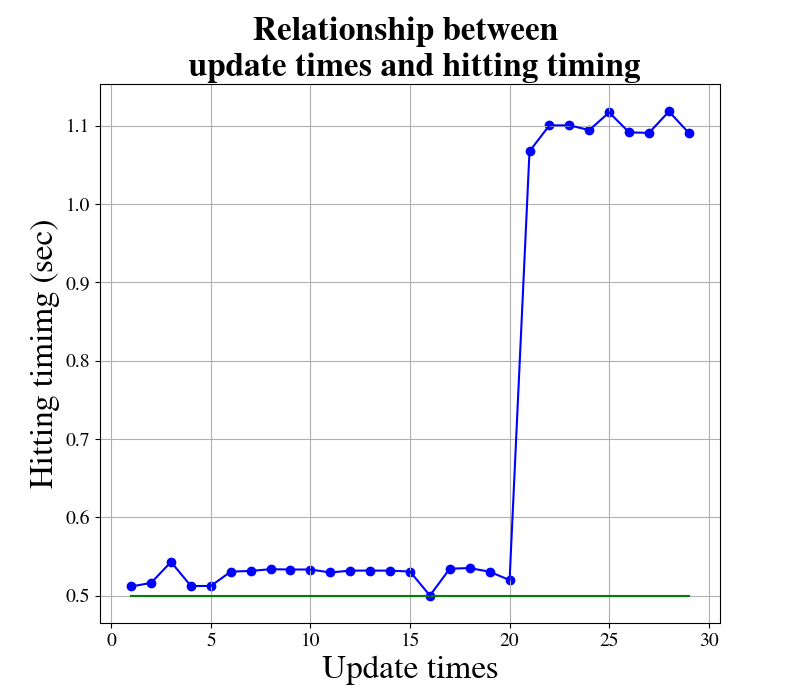 Relationship between
update times and hitting timing
Hitting timimg (sec)
1.1
1.0
0.9
0.8
0.7
0.6
0.5
0 5 10 15 20 25 30
Update times